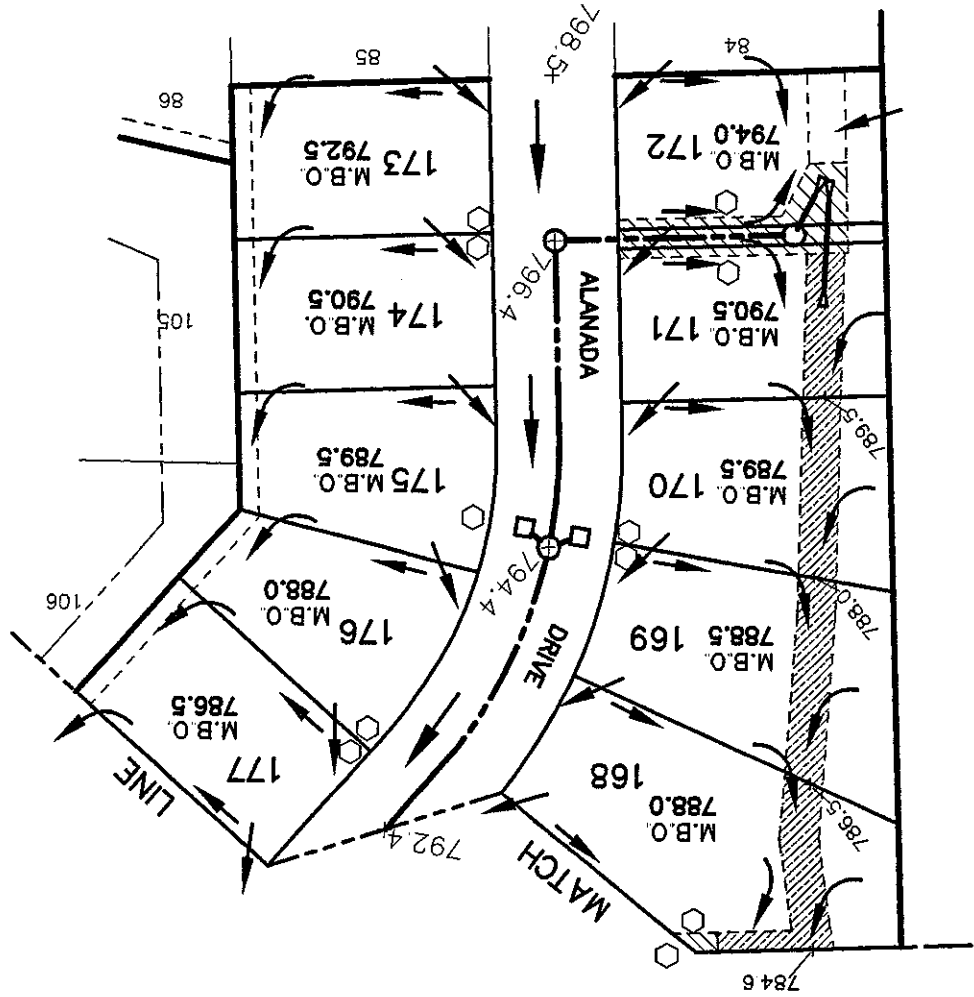 784.6
MATCH
M.B.O.
788.0
168
786.5
792.4
LINE
177
M.B.O.
786.5
DRIVE
M.B.O.
788.5
169
788.0
794.4
176
M.B.O.
788.0
106
M.B.O.
789.5
170
789.5
175
M.B.O.
789.5
ALANADA
M.B.O.
790.5
171
796.4
174
M.B.O.
790.5
105
M.B.O.
794.0
172
173
M.B.O.
792.5
86
84
798.5x
85